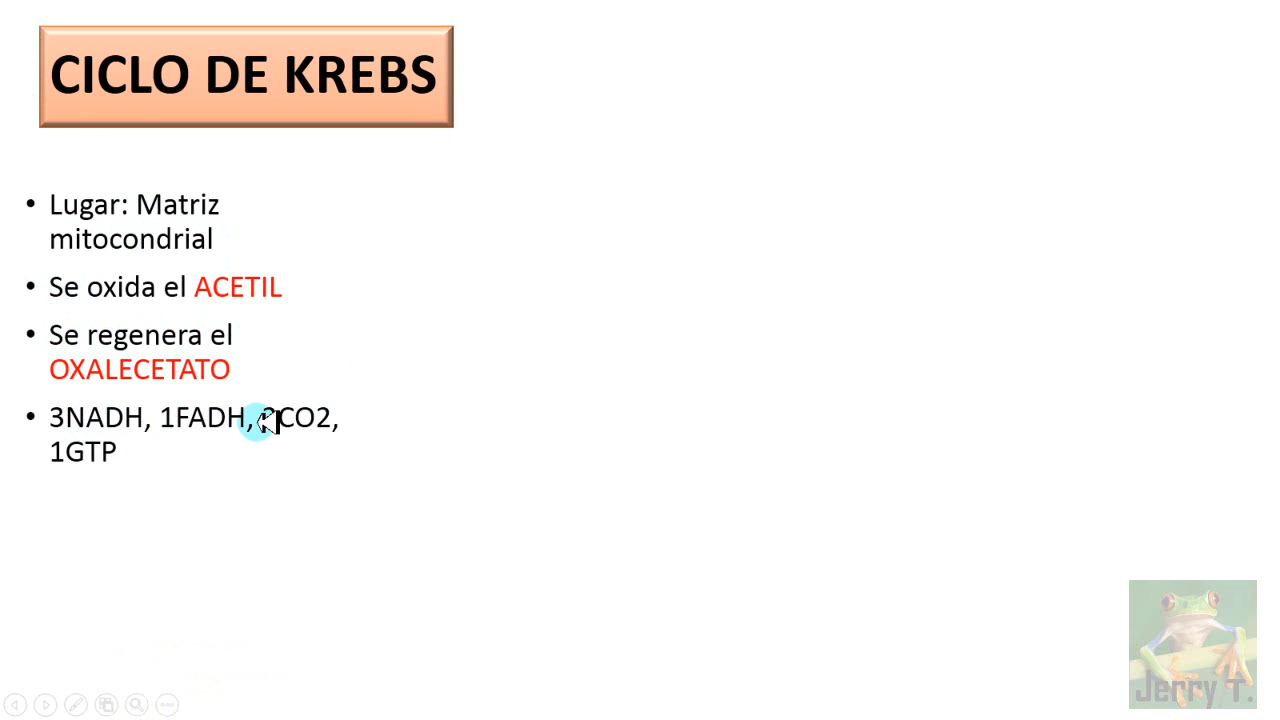 CICLO DE KREBS
• Lugar: Matriz
mitocondrial
• Se oxida el ACETIL
• Se regenera el
OXALECETATO
• 3NADH, 1FADH, CO2,
1GTP
Jerry T.